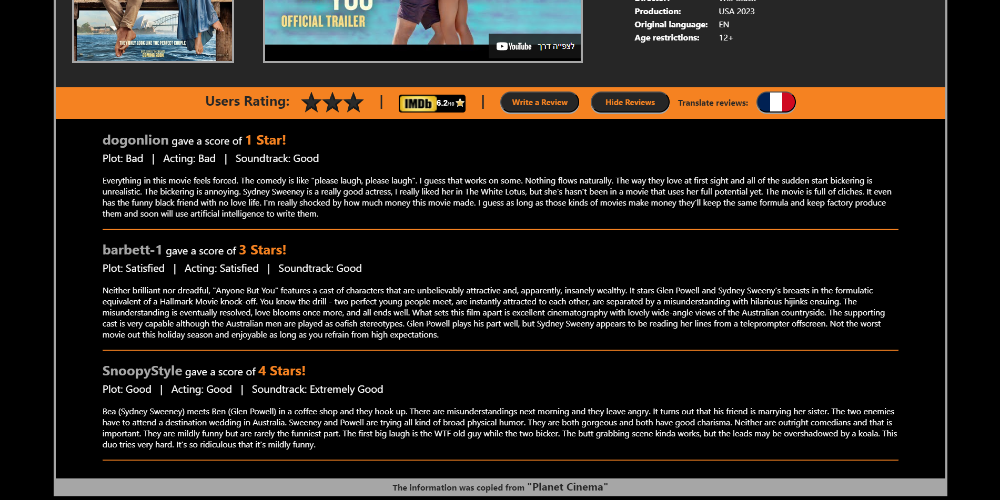 YOU
OFFICIAL TRAILER
THEY ONLY LOOK LIKE THE PERFECT COUPLE
EXCLUSIVELY IN CINEMAS
COMING SOON
YouTube לצפייה דרך
Director: Will Gluck
Production: USA 2023
Original language: EN
Age restrictions: 12+
Users Rating: | IMDb 6.2/10 | Write a Review Hide Reviews Translate reviews:
dogonlion gave a score of 1 Star!
Plot: Bad | Acting: Bad | Soundtrack: Good
Everything in this movie feels forced. The comedy is like "please laugh, please laugh". I guess that works on some. Nothing flows naturally. The way they love at first sight and all of the sudden start bickering is
unrealistic. The bickering is annoying. Sydney Sweeney is a really good actress, I really liked her in The White Lotus, but she's hasn't been in a movie that uses her full potential yet. The movie is full of cliches. It even
has the funny black friend with no love life. I'm really shocked by how much money this movie made. I guess as long as those kinds of movies make money they'll keep the same formula and keep factory produce
them and soon will use artificial intelligence to write them.
barbett-1 gave a score of 3 Stars!
Plot: Satisfied | Acting: Satisfied | Soundtrack: Good
Neither brilliant nor dreadful, "Anyone But You" features a cast of characters that are unbelievably attractive and, apparently, insanely wealthy. It stars Glen Powell and Sydney Sweeny's breasts in the formulatic
equivalent of a Hallmark Movie knock-off. You know the drill - two perfect young people meet, are instantly attracted to each other, are separated by a misunderstanding with hilarious hijinks ensuing. The
misunderstanding is eventually resolved, love blooms once more, and all ends well. What sets this film apart is excellent cinematography with lovely wide-angle views of the Australian countryside. The supporting
cast is very capable although the Australian men are played as oafish stereotypes. Glen Powell plays his part well, but Sydney Sweeny appears to be reading her lines from a teleprompter offscreen. Not the worst
movie out this holiday season and enjoyable as long as you refrain from high expectations.
SnoopyStyle gave a score of 4 Stars!
Plot: Good | Acting: Good | Soundtrack: Extremely Good
Bea (Sydney Sweeney) meets Ben (Glen Powell) in a coffee shop and they hook up. There are misunderstandings next morning and they leave angry. It turns out that his friend is marrying her sister. The two enemies
have to attend a destination wedding in Australia. Sweeney and Powell are trying all kind of broad physical humor. They are both gorgeous and both have good charisma. Neither are outright comedians and that is
important. They are mildly funny but are rarely the funniest part. The first big laugh is the WTF old guy while the two bicker. The butt grabbing scene kinda works, but the leads may be overshadowed by a koala. This
duo tries very hard. It's so ridiculous that it's mildly funny.
The information was copied from "Planet Cinema"